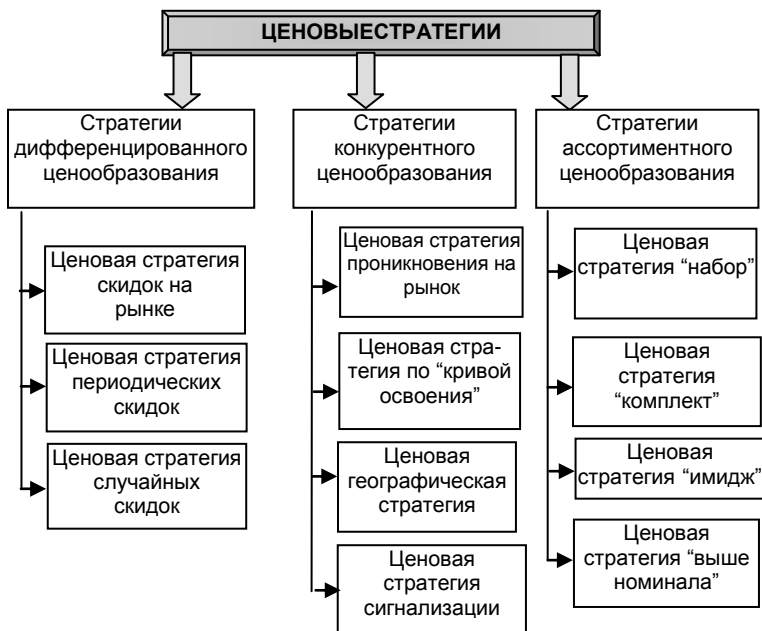 ЦЕНОВЫЕСТРАТЕГИИ
Стратегии
дифференцированного
ценообразования
Ценовая стратегия
скидок на
рынке
Ценовая стратегия
периодических
скидок
Ценовая стратегия
случайных
скидок
Стратегии
конкурентного
ценообразования
Ценовая стратегия
проникновения на
рынок
Ценовая стра-
тегия по “кривой
освоения”
Ценовая
географическая
стратегия
Ценовая
стратегия
сигнализации
Стратегии
ассортиментного
ценообразования
Ценовая
стратегия “набор”
Ценовая
стратегия
“комплект”
Ценовая
стратегия “имидж”
Ценовая
стратегия “выше
номинала”